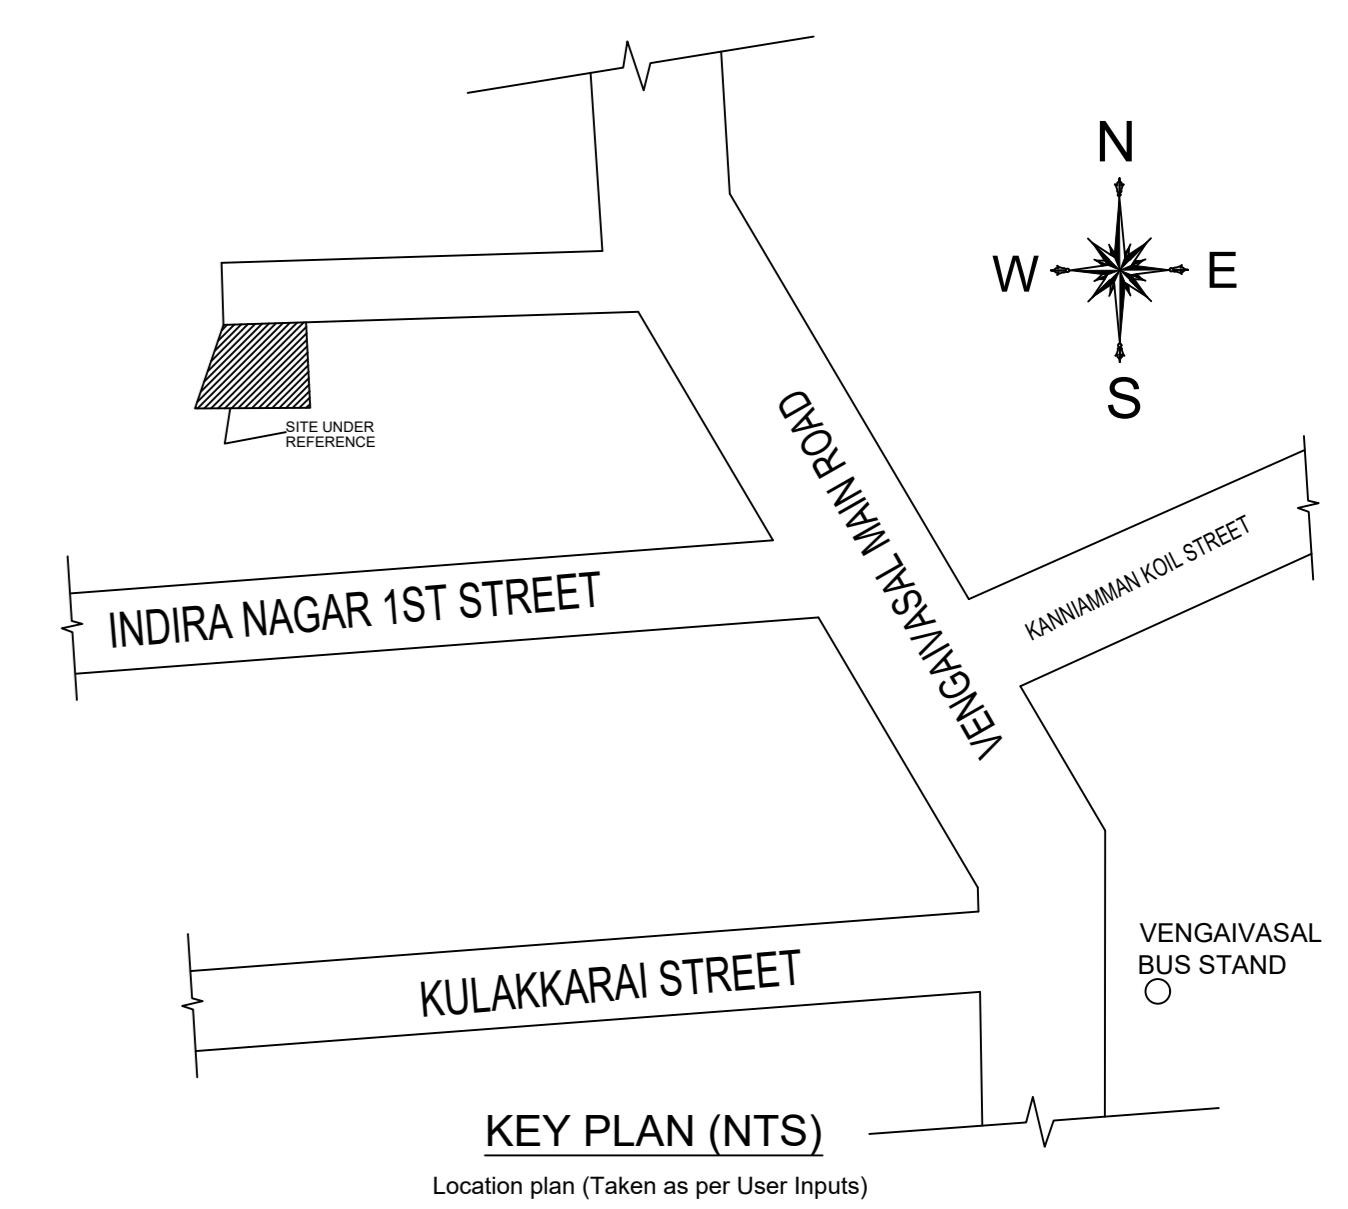 N
W
E
S
SITE UNDER
REFERENCE
VENGAIVASAL MAIN ROAD
KANNIAMMAN KOIL STREET
INDIRA NAGAR 1ST STREET
VENGAIVASAL
BUS STAND
KULAKKARAI STREET
KEY PLAN (NTS)
Location plan (Taken as per User Inputs)